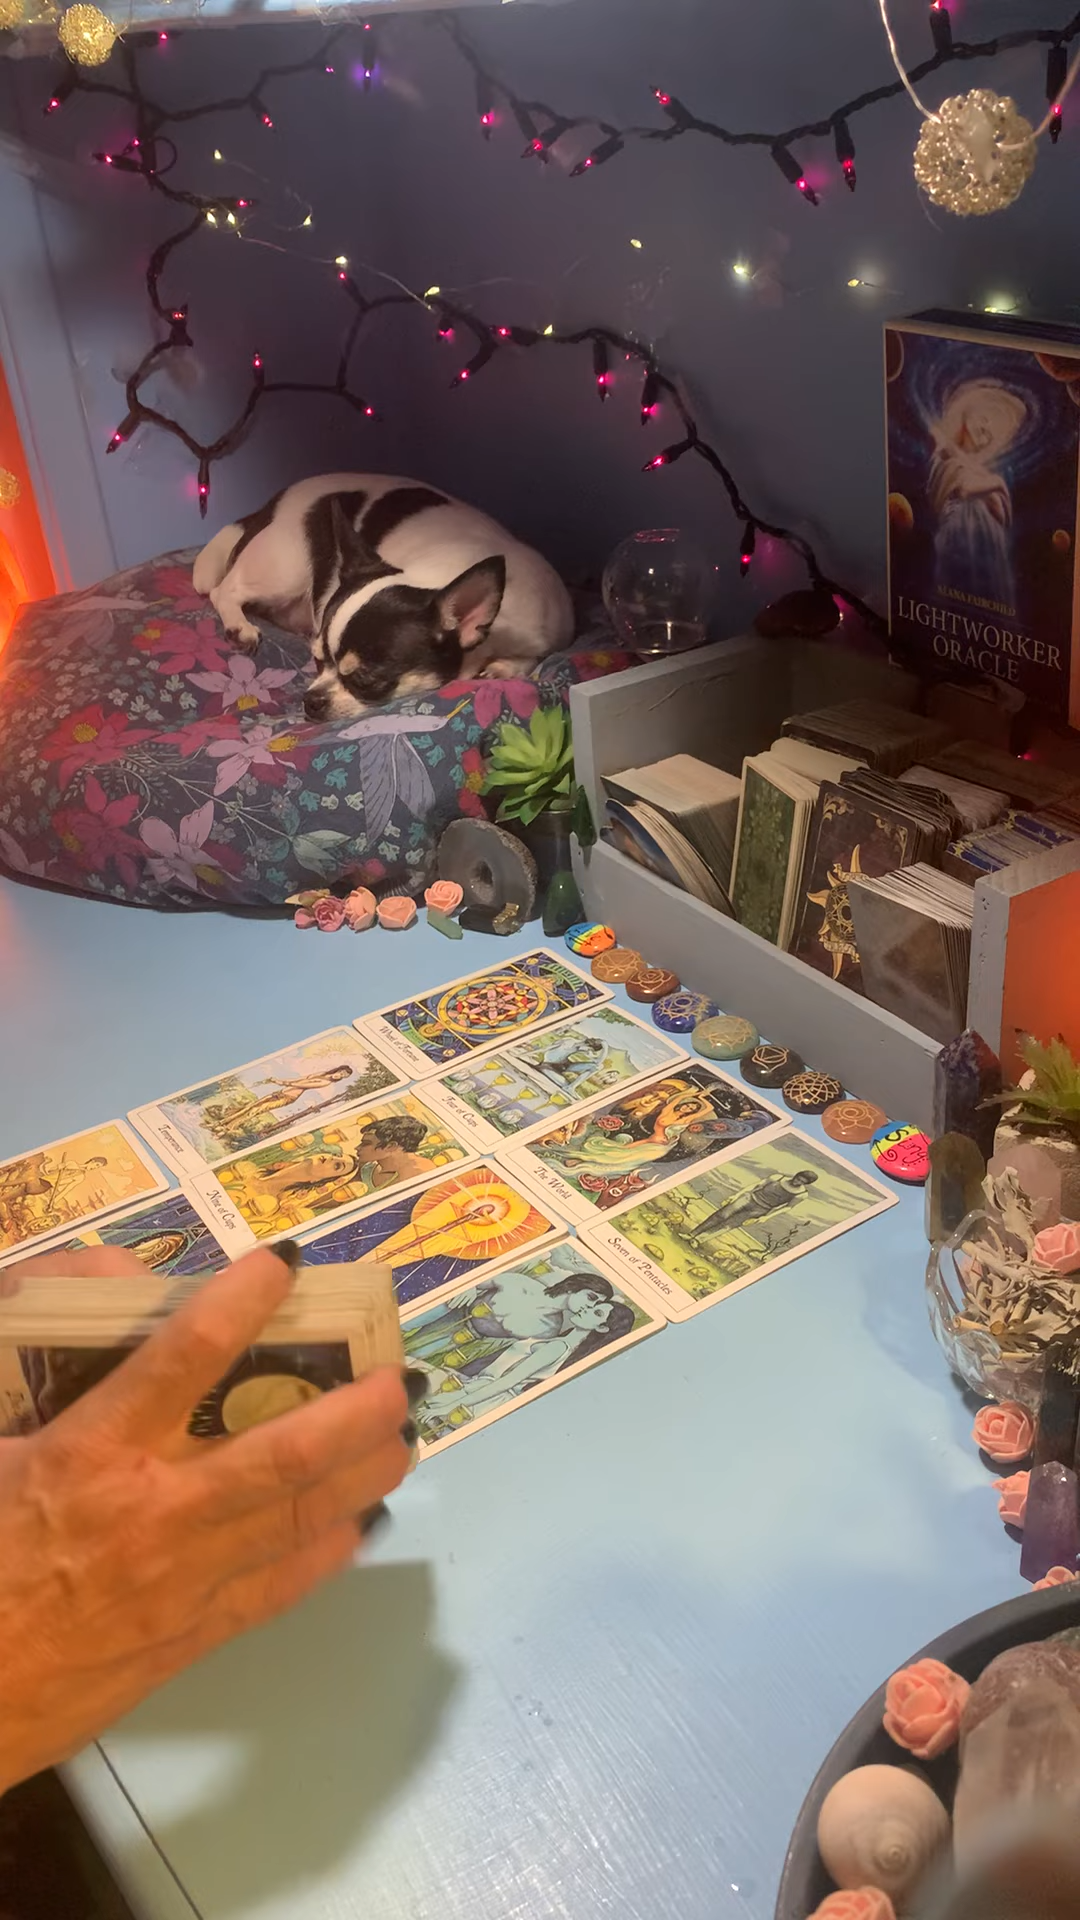 ALANA FAIRCHILD
LIGHTWORKER
ORACLE
Wheel of Fortune
Four of Cups
Temperance
The World
Nine of Cups
Seven of Pentacles